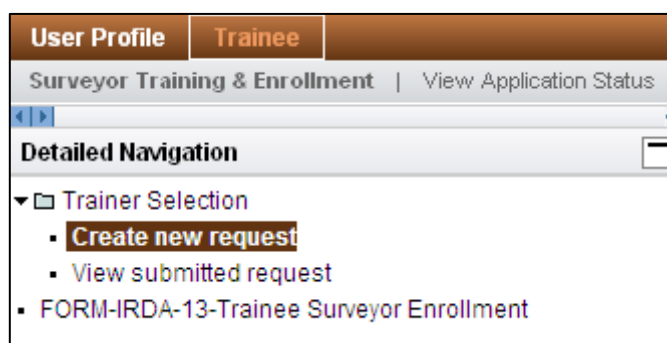 User Profile Trainee
Surveyor Training & Enrollment | View Application Status
Detailed Navigation
Trainer Selection
Create new request
View submitted request
FORM-IRDA-13-Trainee Surveyor Enrollment